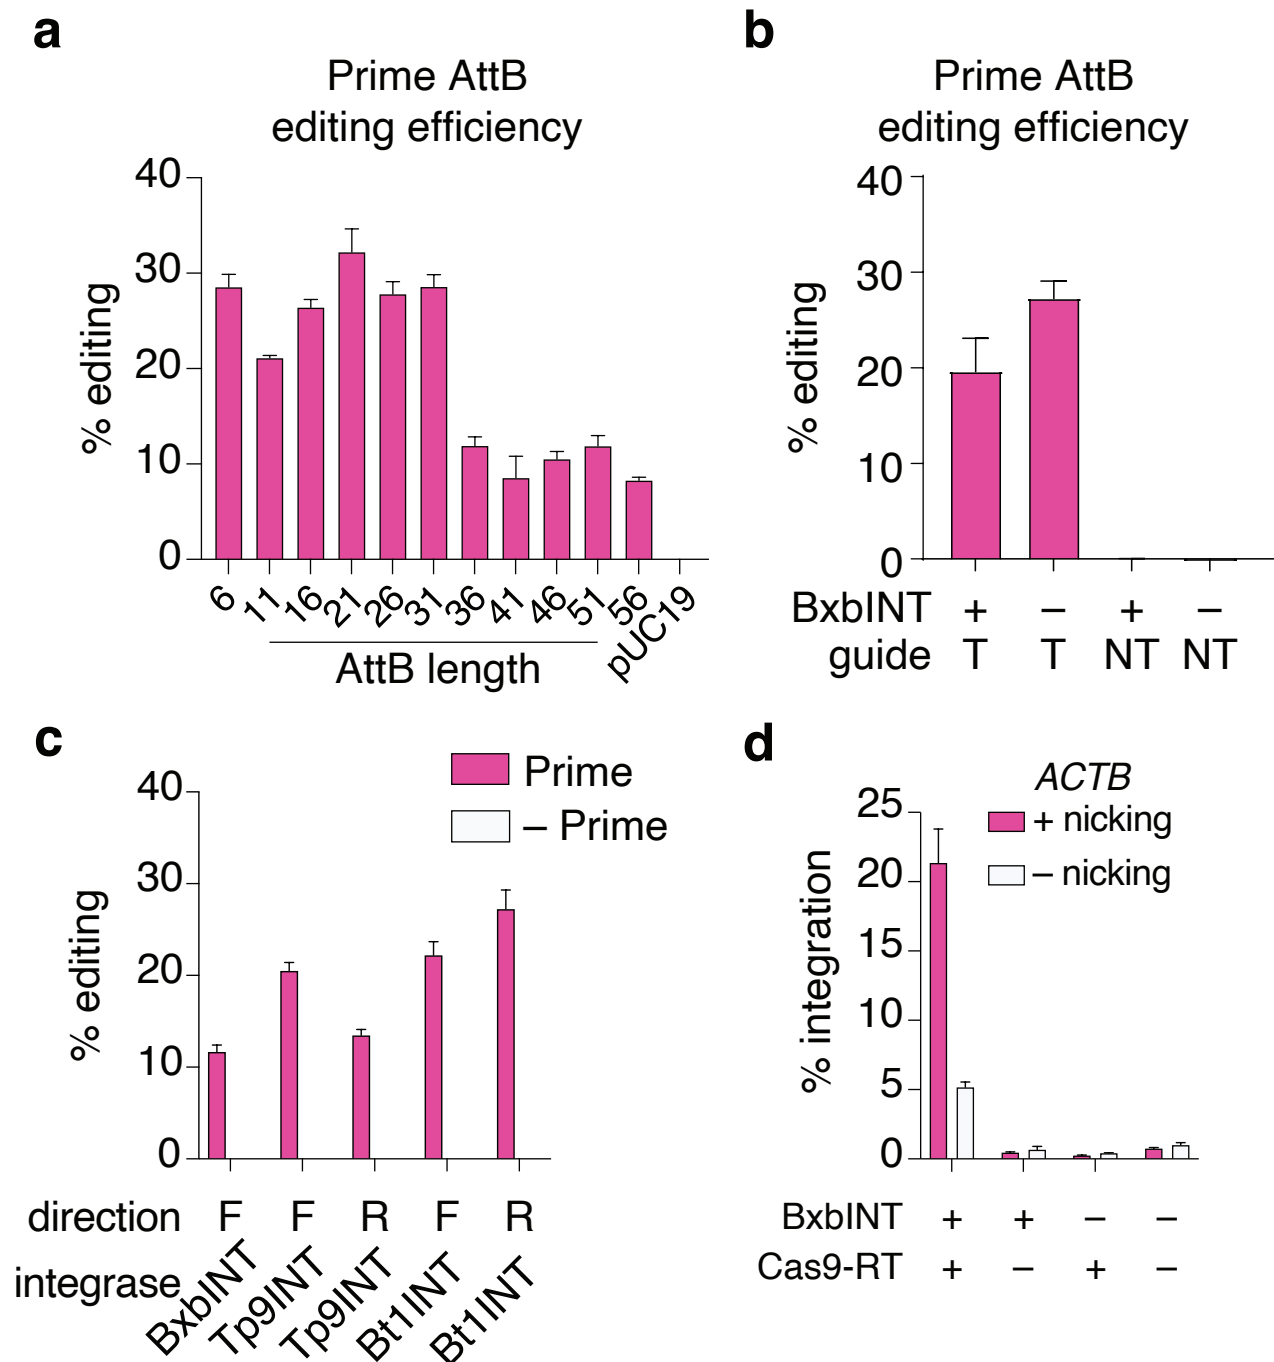 a
Prime AttB
editing efficiency
% editing
40
30
20
10
0
6
11
16
21
26
31
36
41
46
51
56
pUC19
AttB length
b
Prime AttB
editing efficiency
% editing
40
30
20
10
0
BxbINT + – + –
guide T T NT NT
c
Prime
– Prime
% editing
40
30
20
10
0
direction F F R F R
integrase BxbINT Tp9INT Tp9INT Bt1INT Bt1INT
d
ACTB
+ nicking
– nicking
% integration
25
20
15
10
5
0
BxbINT + + – –
Cas9-RT + – + –